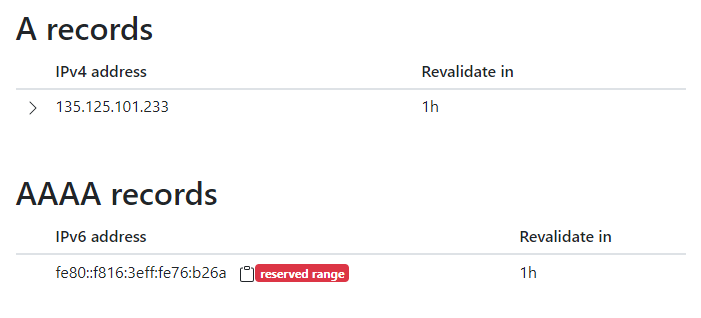 A records
IPv4 address Revalidate in
135.125.101.233 1h
AAAA records
IPv6 address Revalidate in
fe80::f816:3eff:fe76:b26a reserved range 1h